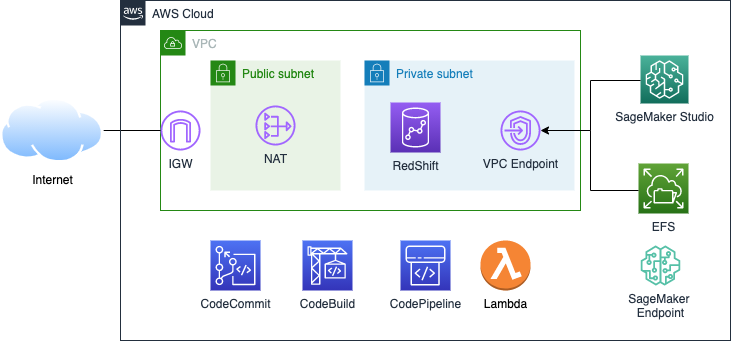 aws
AWS Cloud
VPC
Public subnet
Private subnet
Internet
IGW
NAT
RedShift
VPC Endpoint
SageMaker Studio
EFS
CodeCommit
CodeBuild
CodePipeline
Lambda
SageMaker
Endpoint